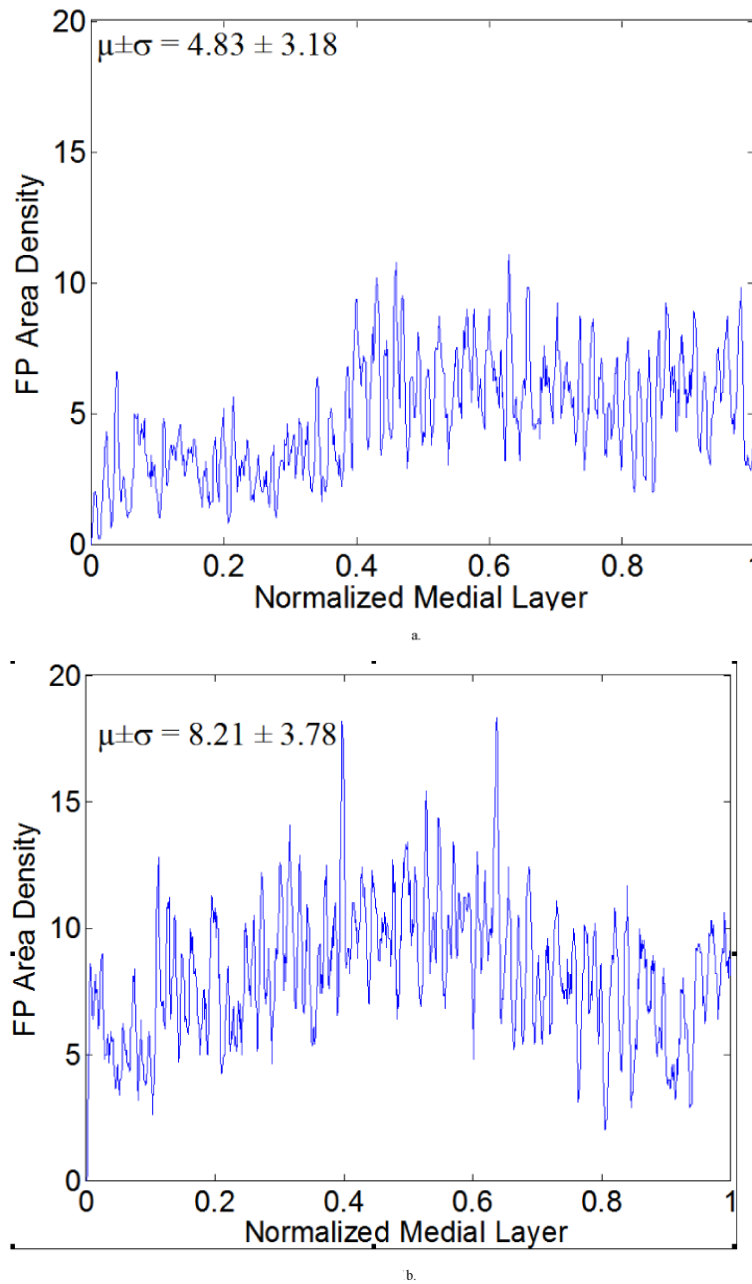 20
μ±σ = 4.83 ± 3.18
15
10
5
0
FP Area Density
0 0.2 0.4 0.6 0.8 1
Normalized Medial Layer
a.
20
μ±σ = 8.21 ± 3.78
15
10
5
0
FP Area Density
0 0.2 0.4 0.6 0.8 1
Normalized Medial Layer
b.